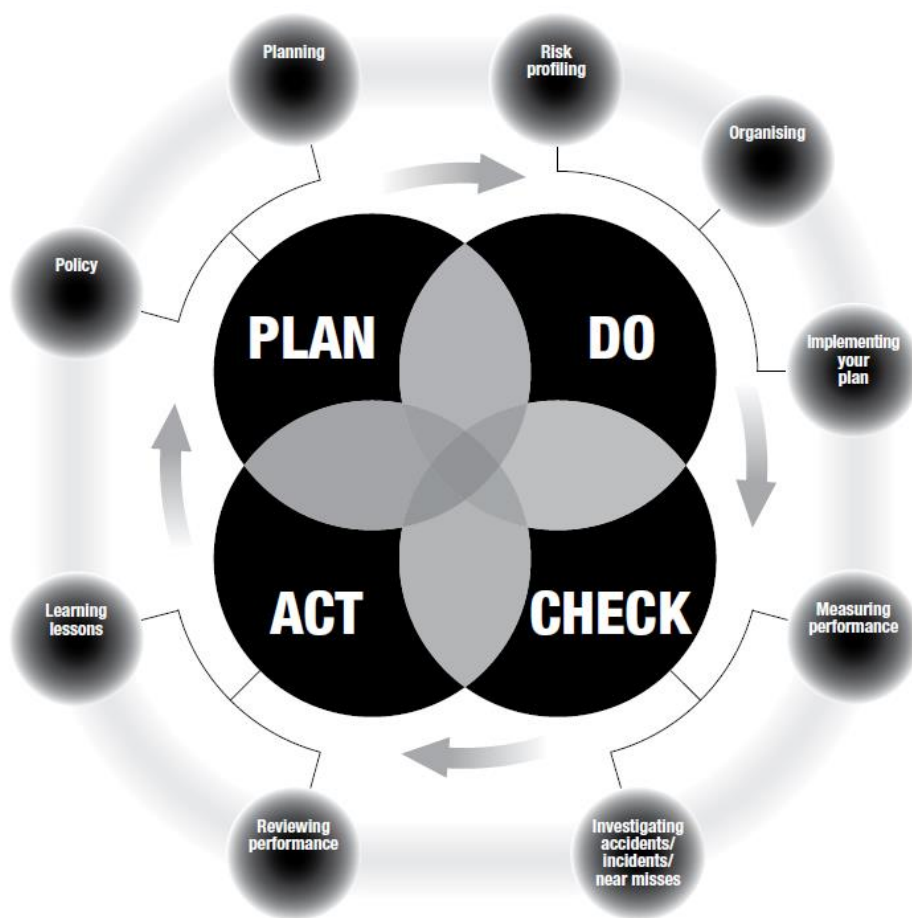 Planning
Risk
profiling
Organising
Policy
PLAN
DO
Implementing
your
plan
Learning
lessons
ACT
CHECK
Measuring
performance
Reviewing
performance
Investigating
accidents/
incidents/
near misses